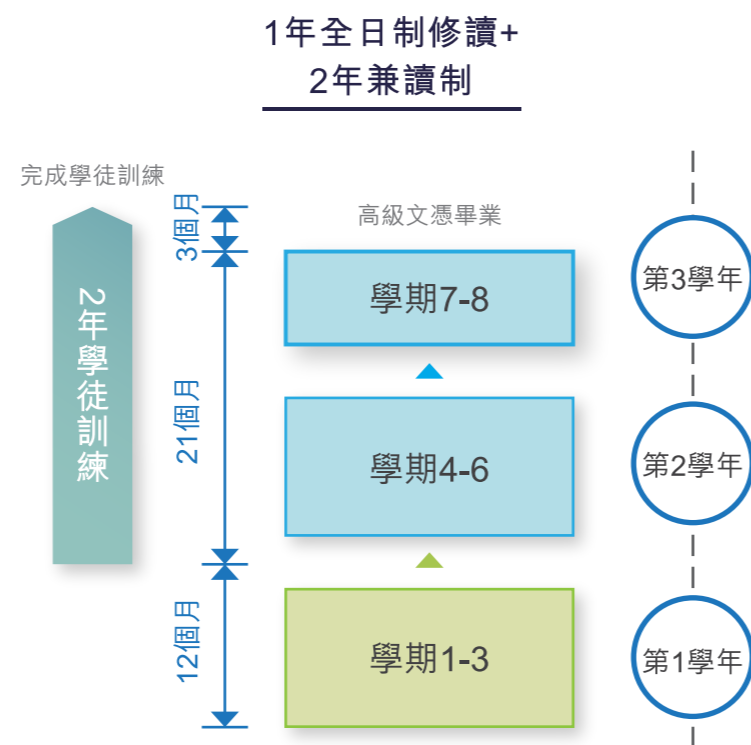 1年全日制修讀+
2年兼讀制
完成學徒訓練
2年學徒訓練
3個月
21個月
12個月
高級文憑畢業
學期7-8
學期4-6
學期1-3
第3學年
第2學年
第1學年